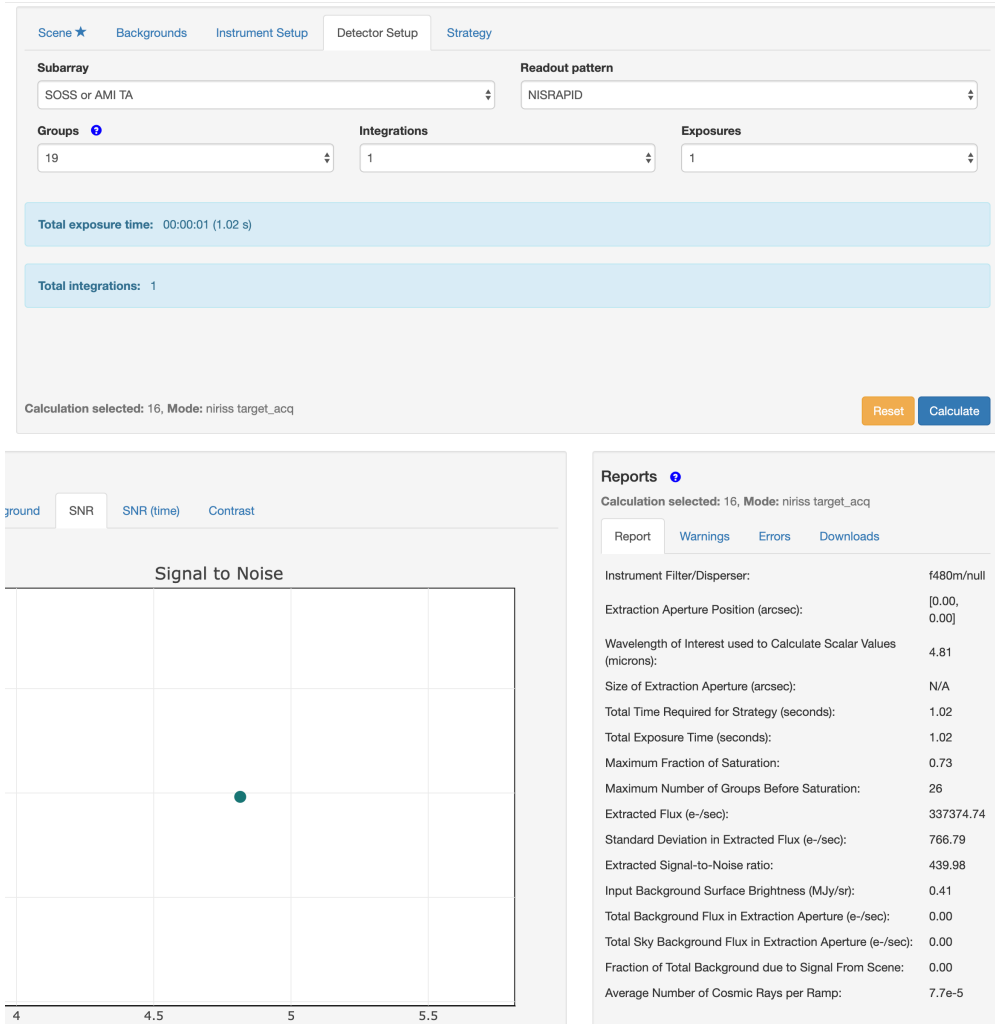 Scene ★ Backgrounds Instrument Setup Detector Setup Strategy
Subarray Readout pattern
SOSS or AMI TA NISRAPID
Groups ? Integrations Exposures
19 1 1
Total exposure time: 00:00:01 (1.02 s)
Total integrations: 1
Calculation selected: 16, Mode: niriss target_acq Reset Calculate
ground SNR SNR (time) Contrast
Signal to Noise
4 4.5 5 5.5
Reports ?
Calculation selected: 16, Mode: niriss target_acq
Report Warnings Errors Downloads
Instrument Filter/Disperser: f480m/null
Extraction Aperture Position (arcsec): [0.00,
0.00]
Wavelength of Interest used to Calculate Scalar Values
(microns): 4.81
Size of Extraction Aperture (arcsec): N/A
Total Time Required for Strategy (seconds): 1.02
Total Exposure Time (seconds): 1.02
Maximum Fraction of Saturation: 0.73
Maximum Number of Groups Before Saturation: 26
Extracted Flux (e-/sec): 337374.74
Standard Deviation in Extracted Flux (e-/sec): 766.79
Extracted Signal-to-Noise ratio: 439.98
Input Background Surface Brightness (MJy/sr): 0.41
Total Background Flux in Extraction Aperture (e-/sec): 0.00
Total Sky Background Flux in Extraction Aperture (e-/sec): 0.00
Fraction of Total Background due to Signal From Scene: 0.00
Average Number of Cosmic Rays per Ramp: 7.7e-5